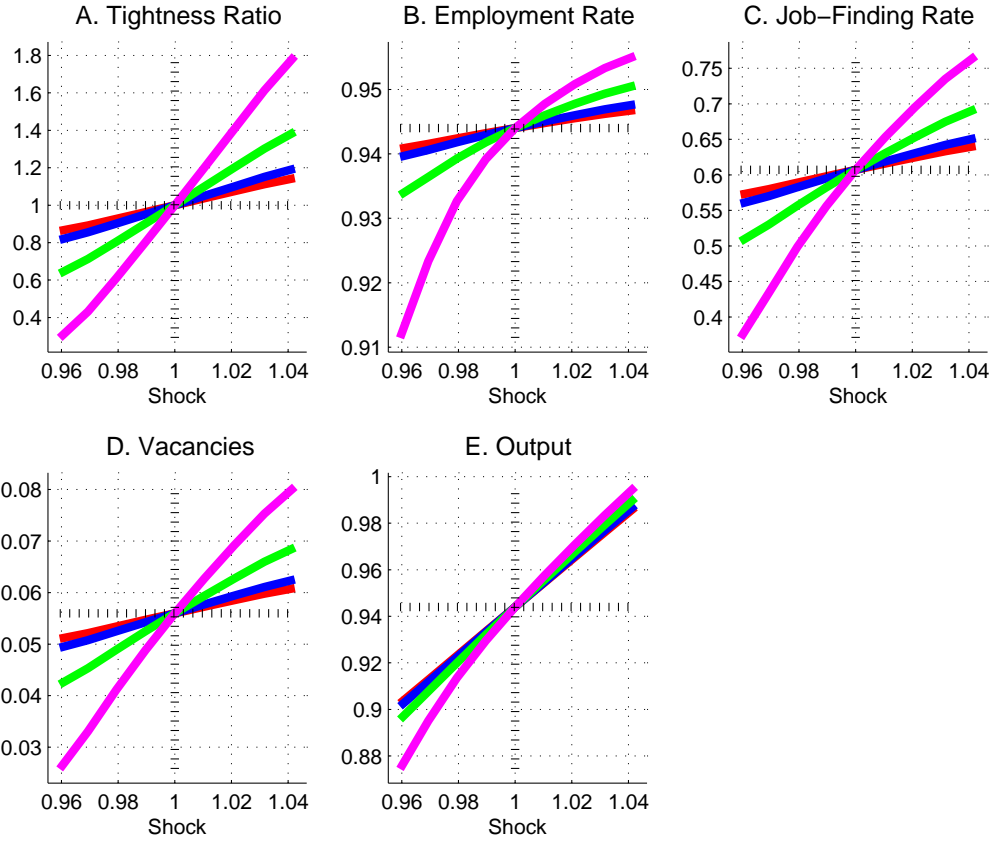 A. Tightness Ratio
1.8
1.6
1.4
1.2
1
0.8
0.6
0.4
0.96 0.98 1 1.02 1.04
Shock
B. Employment Rate
0.95
0.94
0.93
0.92
0.91
0.96 0.98 1 1.02 1.04
Shock
C. Job−Finding Rate
0.75
0.7
0.65
0.6
0.55
0.5
0.45
0.4
0.96 0.98 1 1.02 1.04
Shock
D. Vacancies
0.08
0.07
0.06
0.05
0.04
0.03
0.96 0.98 1 1.02 1.04
Shock
E. Output
1
0.98
0.96
0.94
0.92
0.9
0.88
0.96 0.98 1 1.02 1.04
Shock